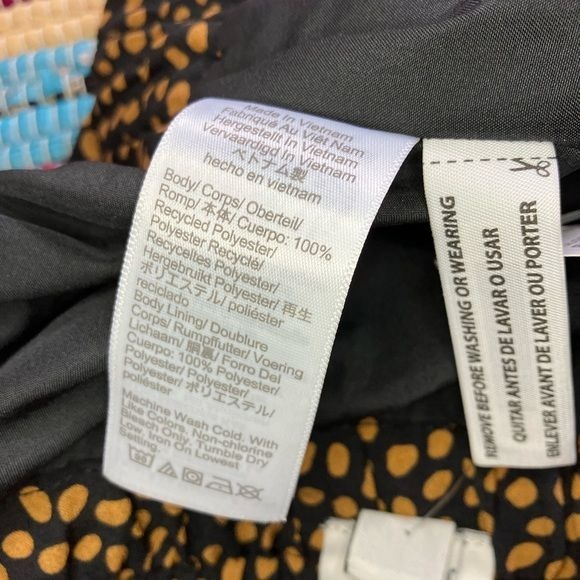 Made In Vietnam
Fabriqué Au Viêt Nam
Hergestellt In Vietnam
Vervaardigd In Vietnam
ベトナム製
hecho en vietnam
Body/ Corps/ Oberteil/
Romp/ 本体/ Cuerpo: 100%
Recycled Polyester/
Polyester Recyclé/
Recyceltes Polyester/
Hergebruikt Polyester/ 再生
ポリエステル/ poliéster
reciclado
Body Lining/ Doublure
Corps/ Rumpffutter/ Voering
Lichaam/ 胴裏/ Forro Del
Cuerpo: 100% Polyester/
Polyester/ Polyester/
Polyester/ ポリエステル/
poliéster
Machine Wash Cold. With
Like Colors. Non-chlorine
Bleach Only. Tumble Dry
Low. Iron On Lowest
Setting.
REMOVE BEFORE WASHING OR WEARING
QUITAR ANTES DE LAVAR O USAR
ENLEVER AVANT DE LAVER OU PORTER